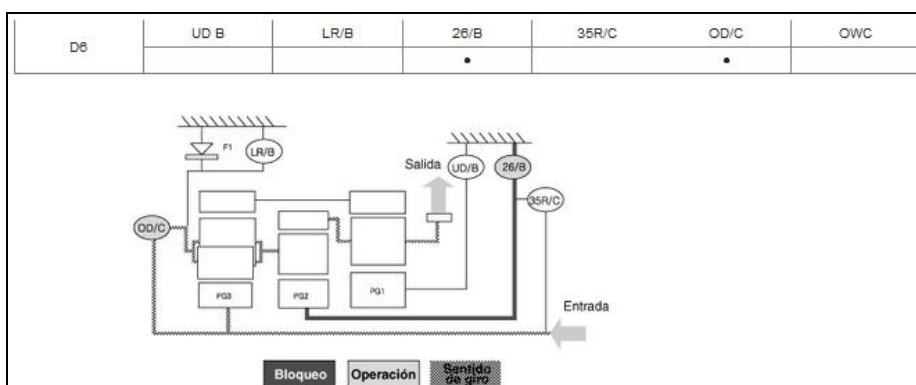 D6 UD B LR/B 26/B 35R/C OD/C OWC
• •
F1 LR/B Salida UD/B 26/B
35R/C
OD/C
PG3 PG2 PG1
Entrada
Bloqueo Operación Sentido
de giro